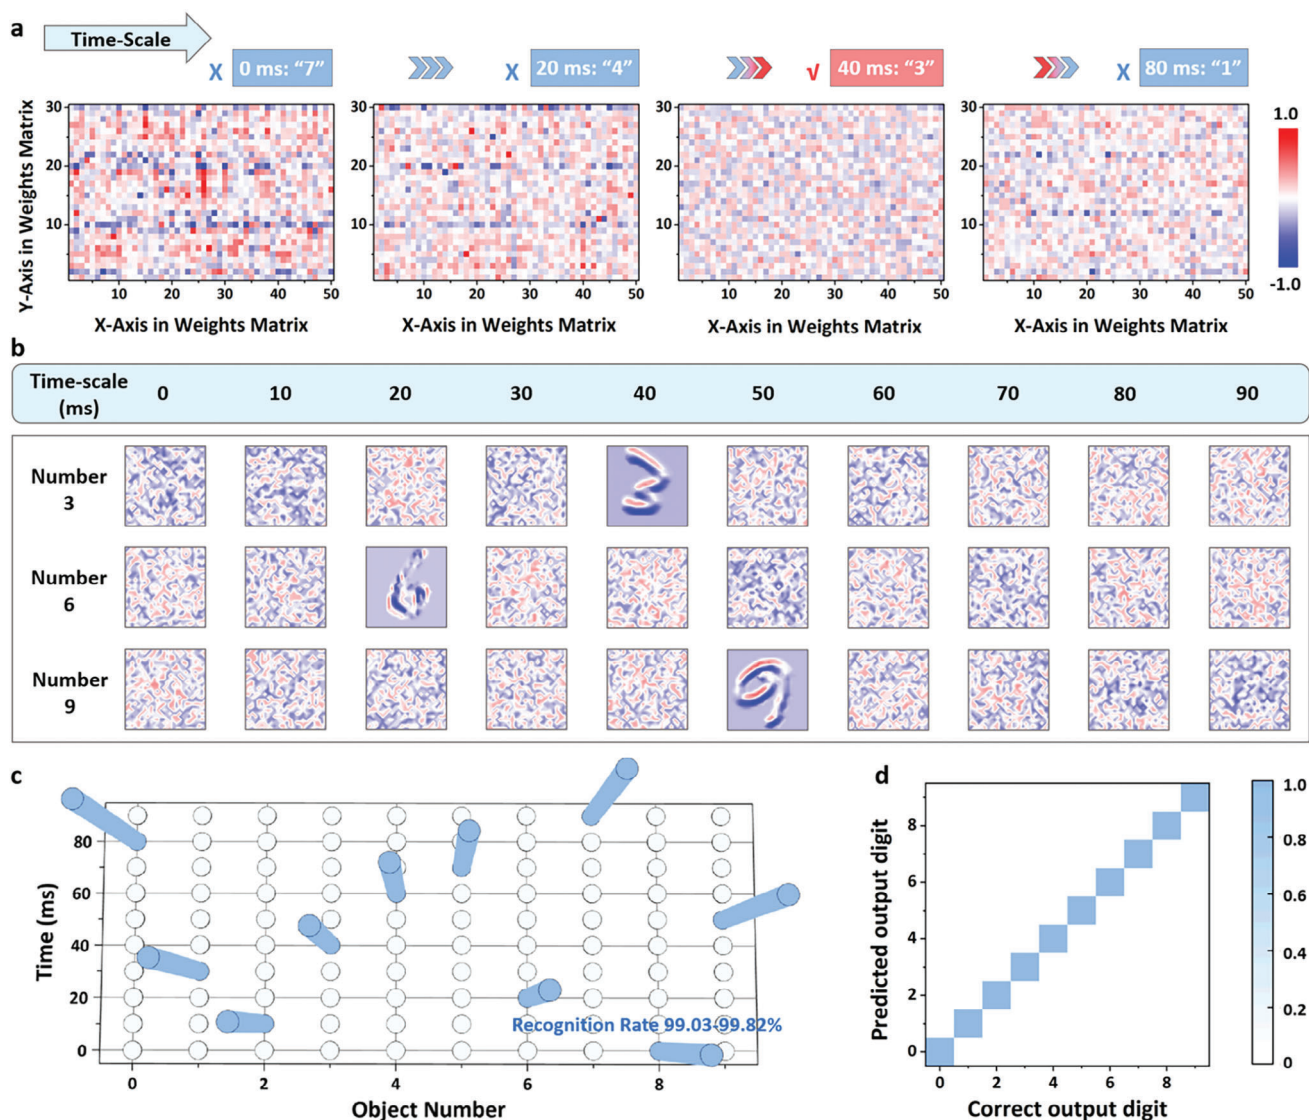 a
Time-Scale
X 0 ms: “7”
X 20 ms: “4”
√ 40 ms: “3”
X 80 ms: “1”
Y-Axis in Weights Matrix
30
20
10
10 20 30 40 50
X-Axis in Weights Matrix
30
20
10
10 20 30 40 50
X-Axis in Weights Matrix
30
20
10
10 20 30 40 50
X-Axis in Weights Matrix
30
20
10
10 20 30 40 50
X-Axis in Weights Matrix
1.0
-1.0
b
Time-scale
(ms)
0 10 20 30 40 50 60 70 80 90
Number
3
Number
6
Number
9
c
Time (ms)
80
60
40
20
0
Recognition Rate 99.03-99.82%
0 2 4 6 8
Object Number
d
Predicted output digit
8
6
4
2
0
0 2 4 6 8
Correct output digit
1.0
0.8
0.6
0.4
0.2
0